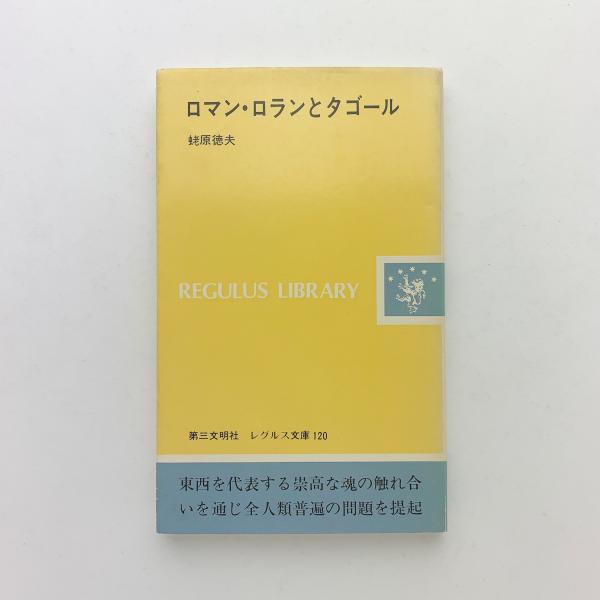 ロマン・ロランとタゴール
蛯原徳夫
REGULUS LIBRARY
第三文明社 レグルス文庫120
東西を代表する崇高な魂の触れ合
いを通じ全人類普遍の問題を提起